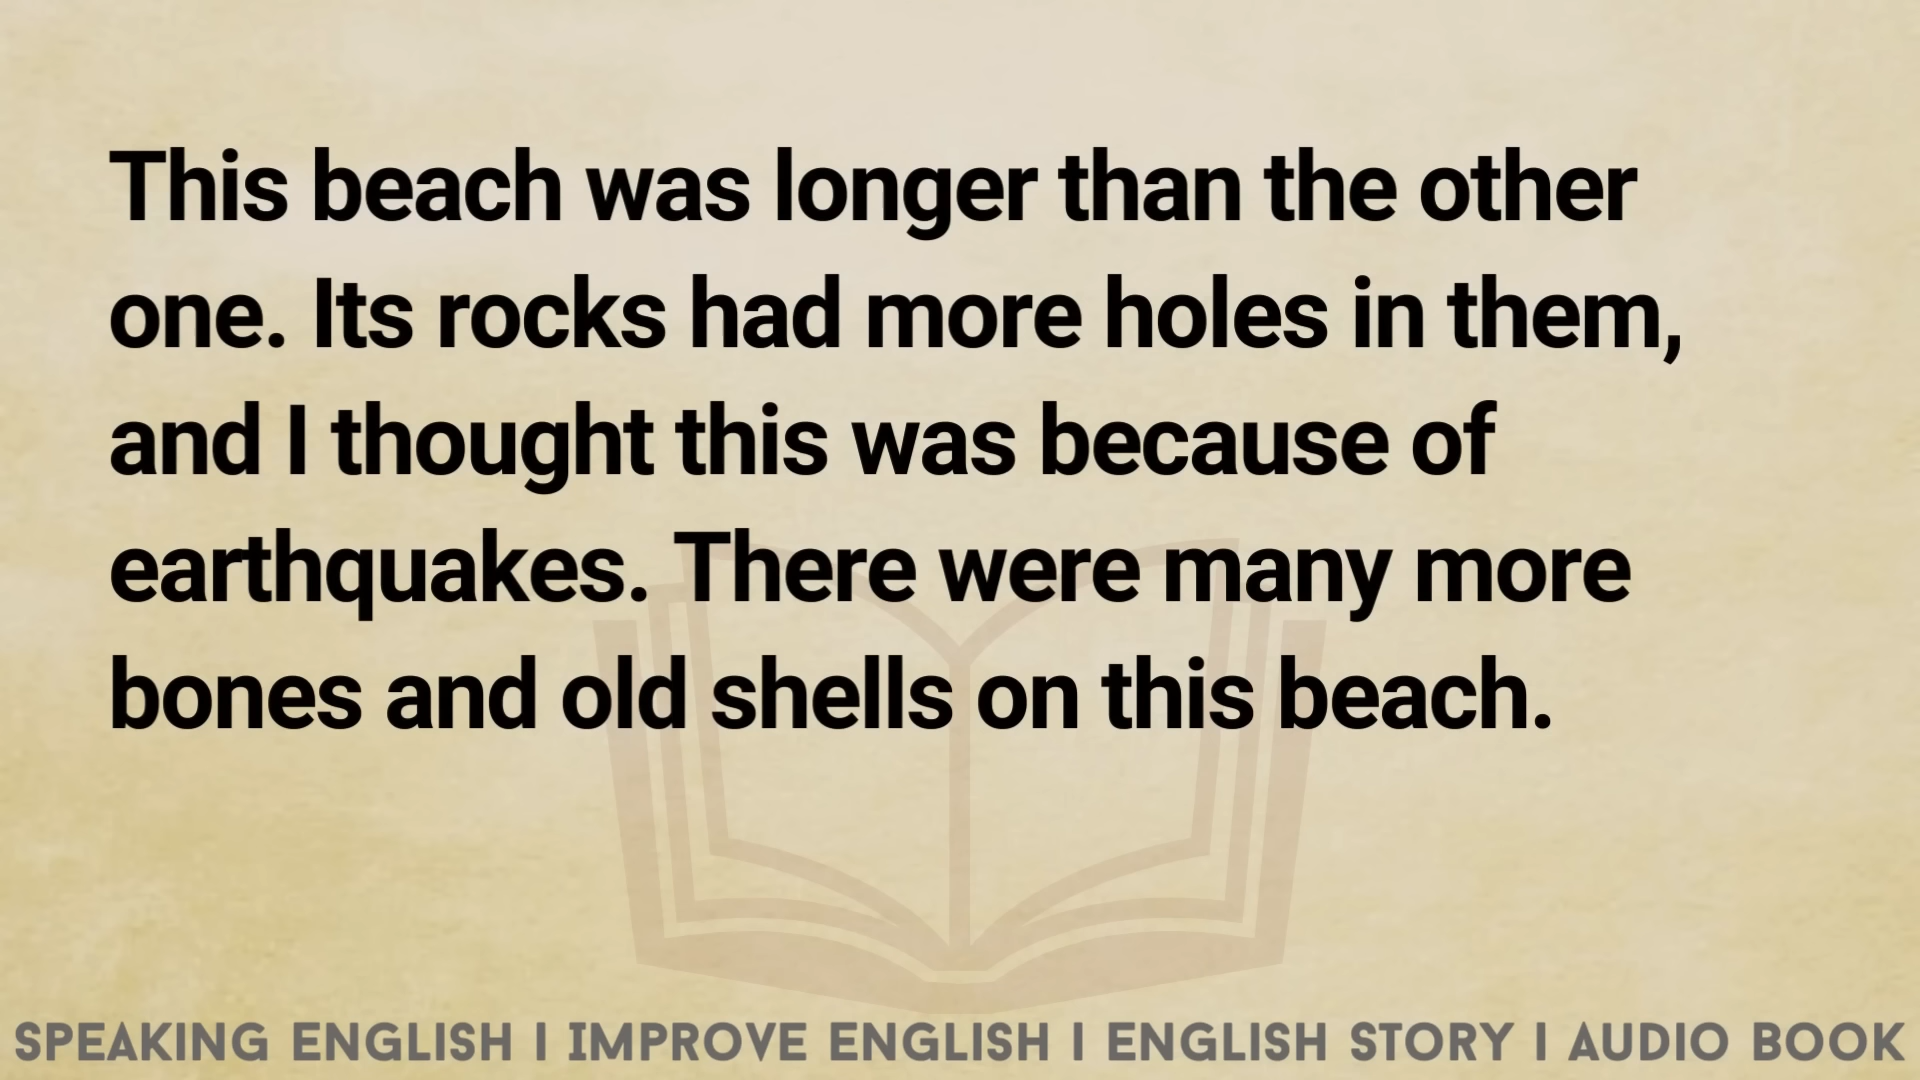 This beach was longer than the other
one. Its rocks had more holes in them,
and I thought this was because of
earthquakes. There were many more
bones and old shells on this beach.
SPEAKING ENGLISH I IMPROVE ENGLISH I ENGLISH STORY I AUDIO BOOK